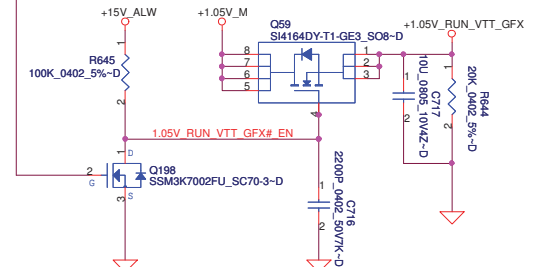 +15V_ALW
+1.05V_M
Q59
SI4164DY-T1-GE3_SO8~D
+1.05V_RUN_VTT_GFX
1
R645
100K_0402_5%~D
2
8
7
6
5
1
2
3
4
1
10U_0805_10V4Z~D
C717
2
1
R644
20K_0402_5%~D
2
1.05V_RUN_VTT_GFX#_EN
1
D
2
G
Q198
SSM3K7002FU_SC70-3~D
3
S
1
2200P_0402_50V7K~D
C716
2